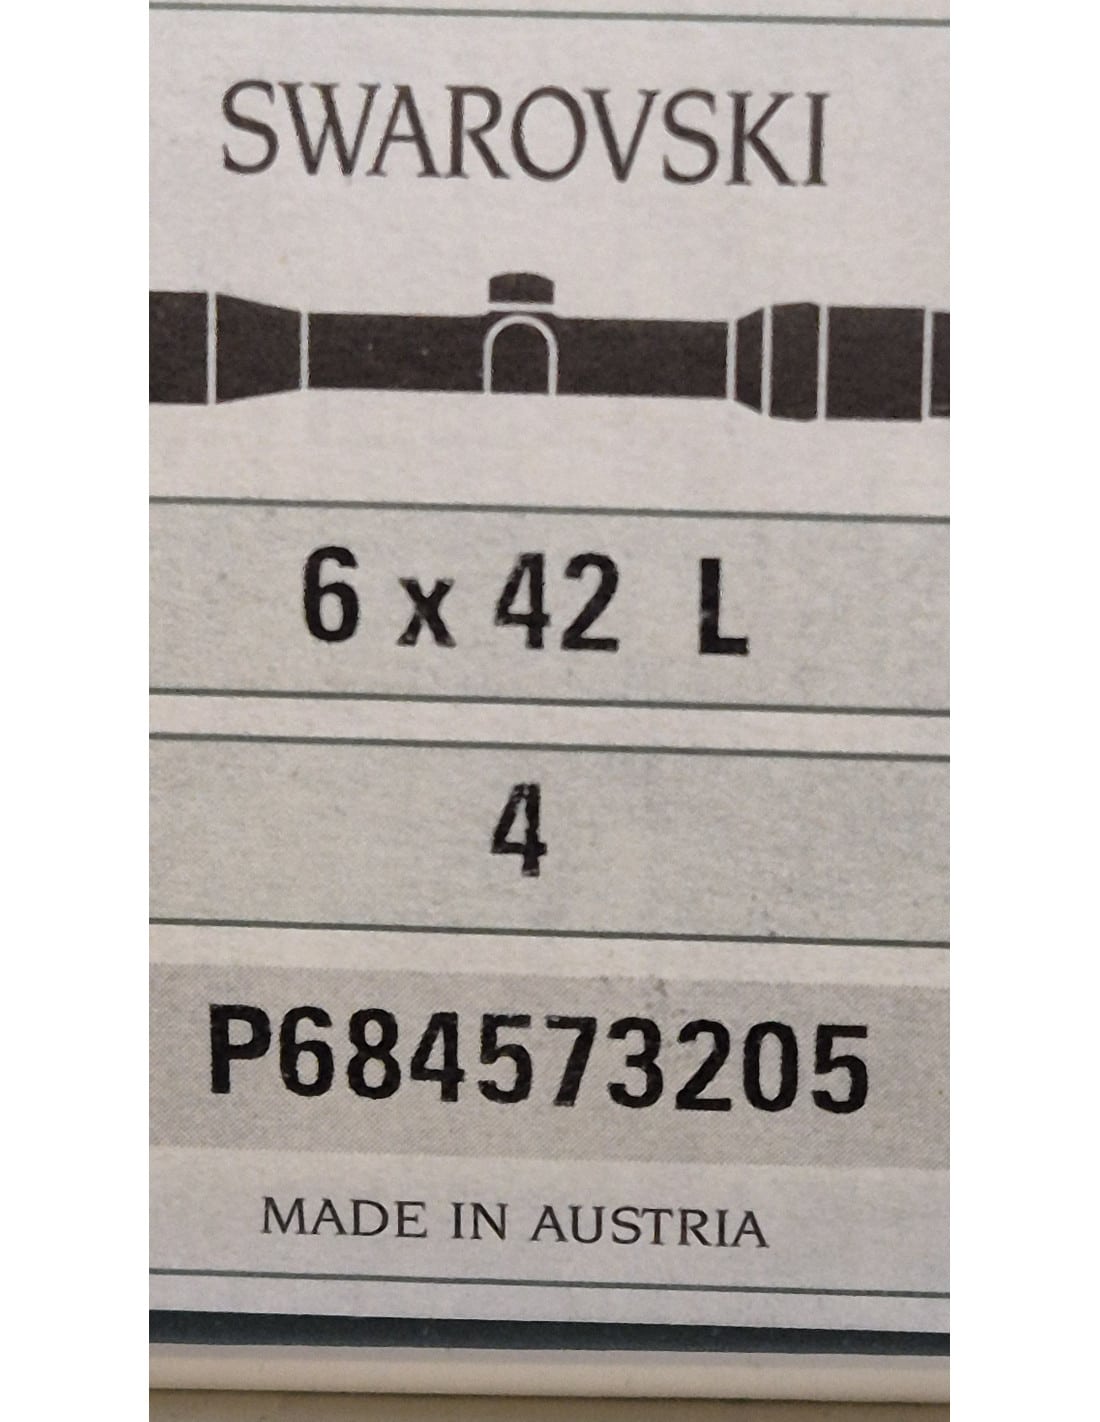 SWAROVSKI
6 x 42 L
4
P684573205
MADE IN AUSTRIA